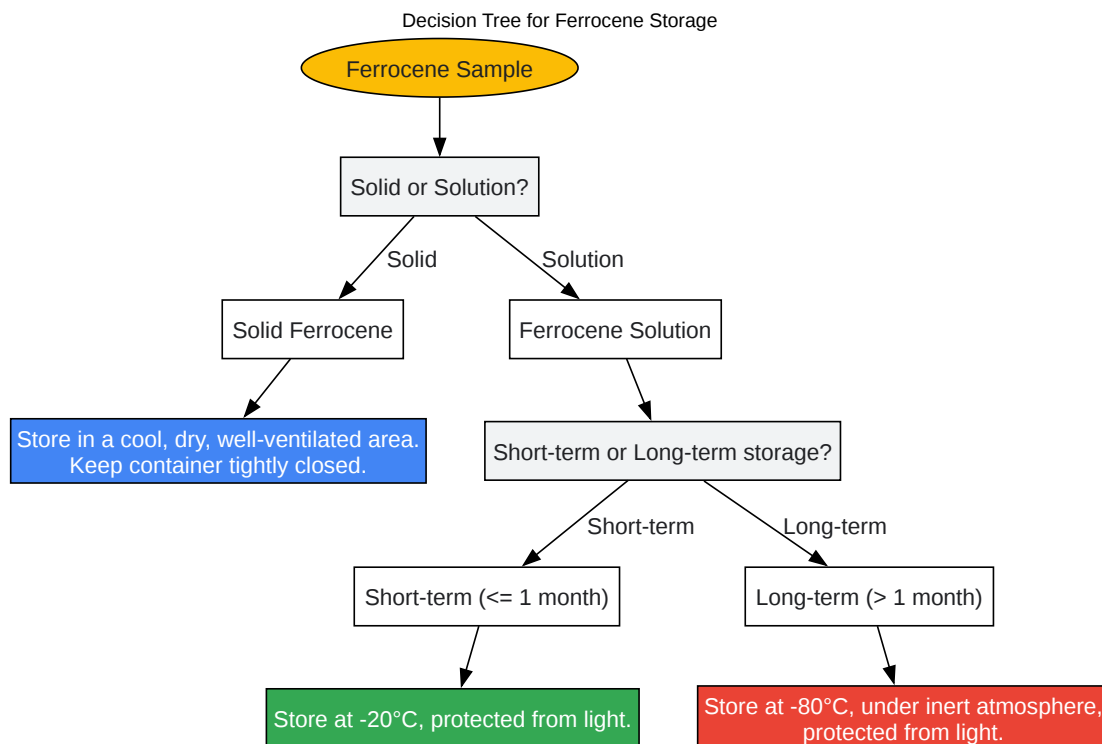 Decision Tree for Ferrocene Storage
Ferrocene Sample
Solid or Solution?
Solid
Solution
Solid Ferrocene
Ferrocene Solution
Store in a cool, dry, well-ventilated area.
Keep container tightly closed.
Short-term or Long-term storage?
Short-term
Long-term
Short-term (<= 1 month)
Long-term (> 1 month)
Store at -20°C, protected from light.
Store at -80°C, under inert atmosphere,
protected from light.